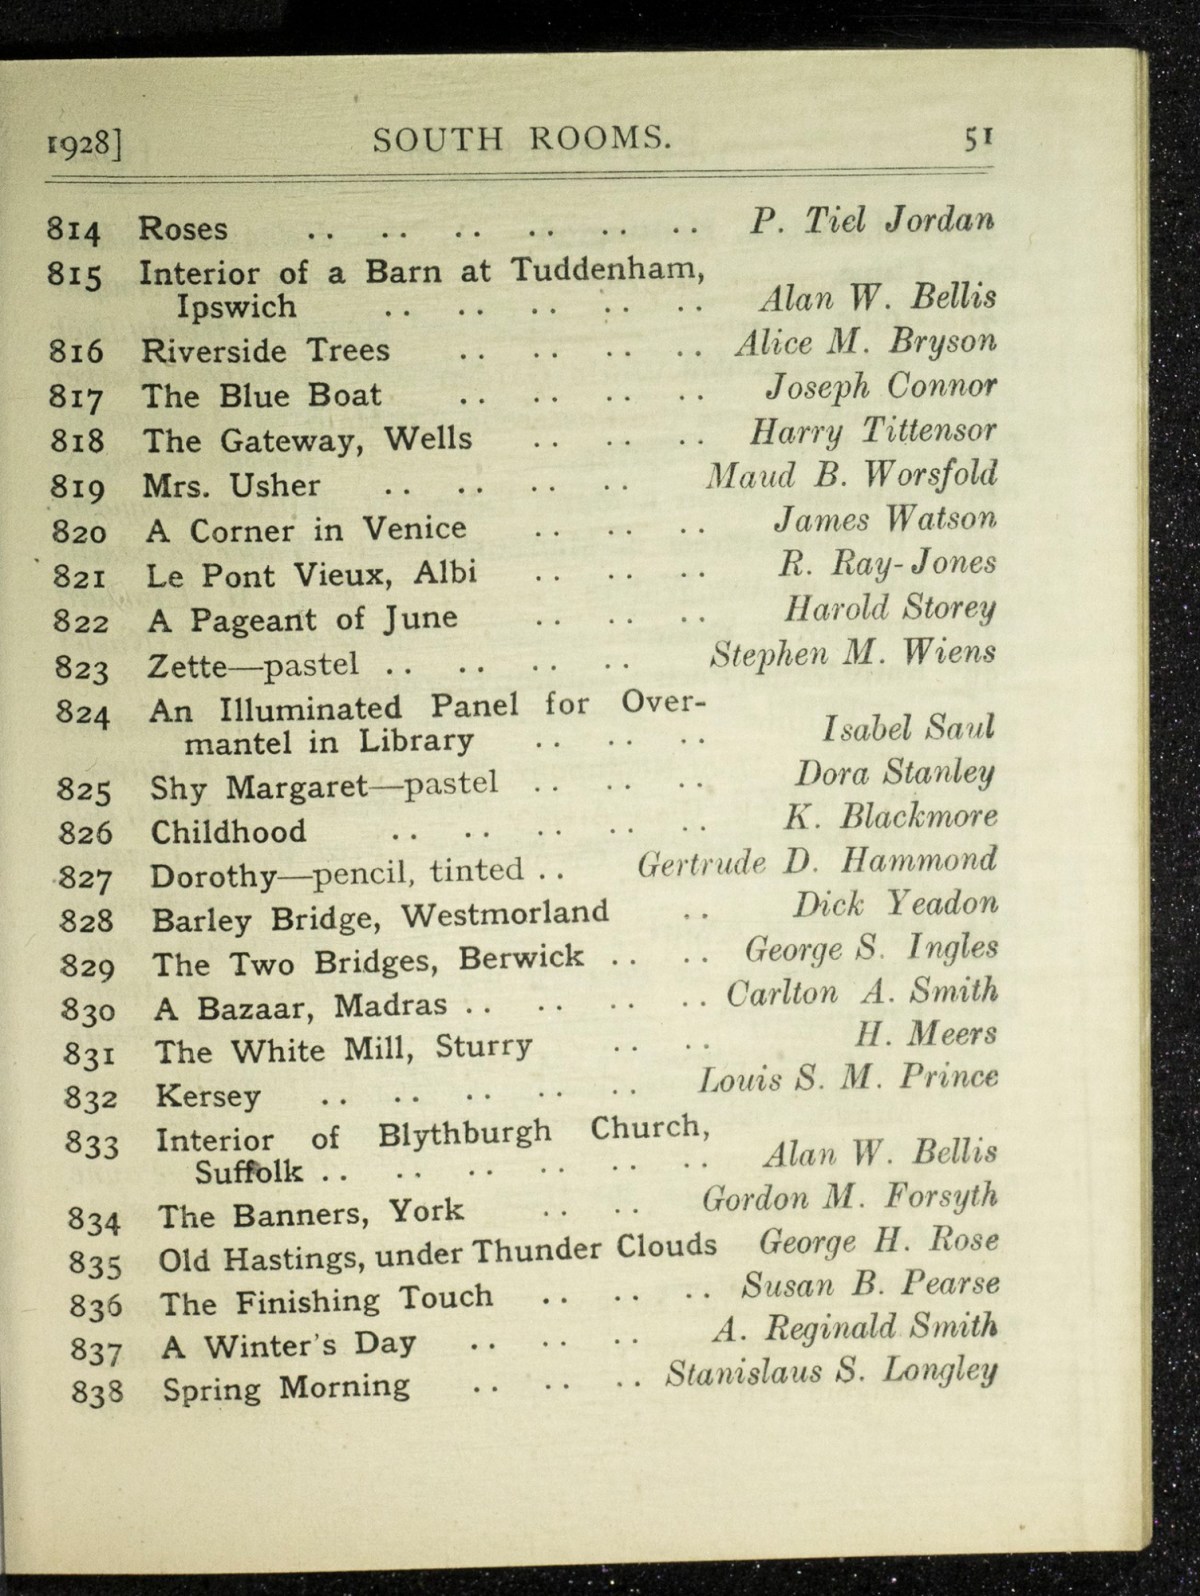 1928] SOUTH ROOMS. 51
814 Roses .. .. .. .. .. .. P. Tiel Jordan
815 Interior of a Barn at Tuddenham,
Ipswich .. .. .. .. .. Alan W. Bellis
816 Riverside Trees .. .. .. .. Alice M. Bryson
817 The Blue Boat .. .. .. .. Joseph Connor
818 The Gateway, Wells .. .. .. Harry Tittensor
819 Mrs. Usher .. .. .. .. Maud B. Worsfold
820 A Corner in Venice .. .. .. James Watson
821 Le Pont Vieux, Albi .. .. .. R. Ray-Jones
822 A Pageant of June .. .. .. Harold Storey
823 Zette—pastel .. .. .. .. Stephen M. Wiens
824 An Illuminated Panel for Over-
mantel in Library .. .. .. Isabel Saul
825 Shy Margaret—pastel .. .. .. Dora Stanley
826 Childhood .. .. .. .. .. K. Blackmore
827 Dorothy—pencil, tinted .. Gertrude D. Hammond
828 Barley Bridge, Westmorland .. Dick Yeadon
829 The Two Bridges, Berwick .. .. George S. Ingles
830 A Bazaar, Madras .. .. .. .. Carlton A. Smith
831 The White Mill, Sturry .. .. H. Meers
832 Kersey .. .. .. .. .. Louis S. M. Prince
833 Interior of Blythburgh Church,
Suffolk .. .. .. .. .. .. Alan W. Bellis
834 The Banners, York .. .. Gordon M. Forsyth
835 Old Hastings, under Thunder Clouds George H. Rose
836 The Finishing Touch .. .. .. Susan B. Pearse
837 A Winter's Day .. .. .. A. Reginald Smith
838 Spring Morning .. .. .. Stanislaus S. Longley